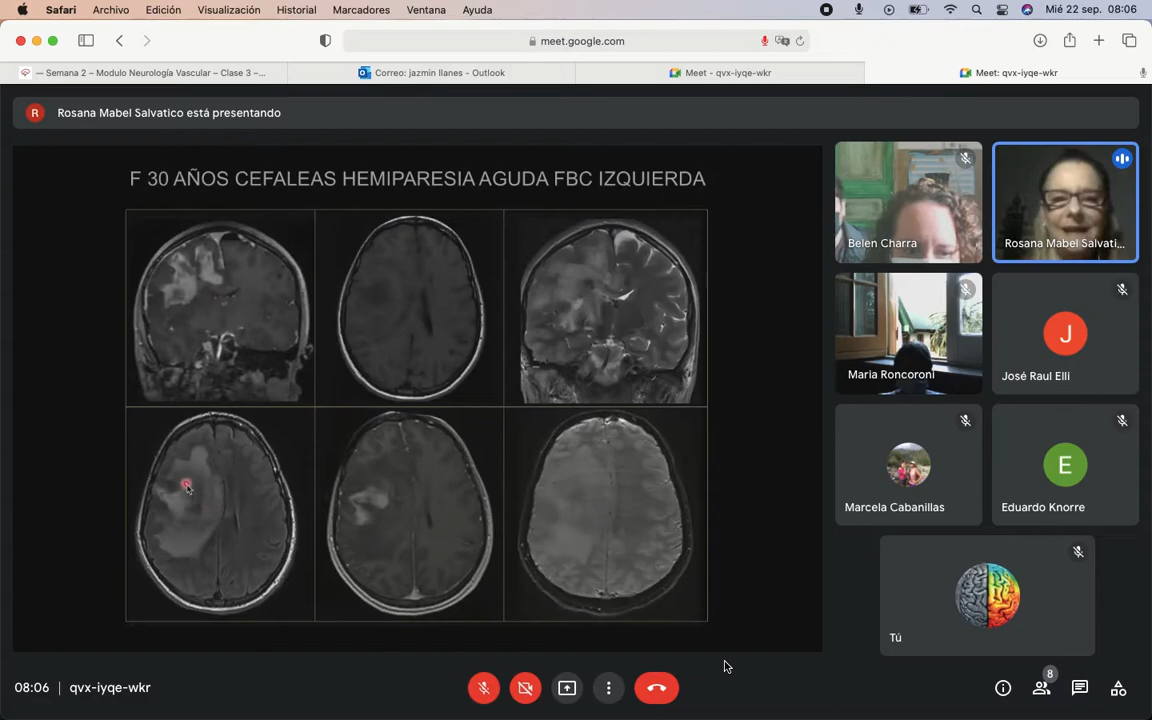 Safari Archivo Edición Visualización Historial Marcadores Ventana Ayuda Mié 22 sep. 08:06
meet.google.com
— Semana 2 – Modulo Neurología Vascular – Clase 3 –... Correo: jazmin llanes - Outlook Meet - qvx-iyqe-wkr Meet: qvx-iyqe-wkr
R Rosana Mabel Salvatico está presentando
F 30 AÑOS CEFALEAS HEMIPARESIA AGUDA FBC IZQUIERDA
Belen Charra
Rosana Mabel Salvati...
Maria Roncoroni
J
José Raul Elli
Marcela Cabanillas
E
Eduardo Knorre
Tú
08:06 | qvx-iyqe-wkr
8